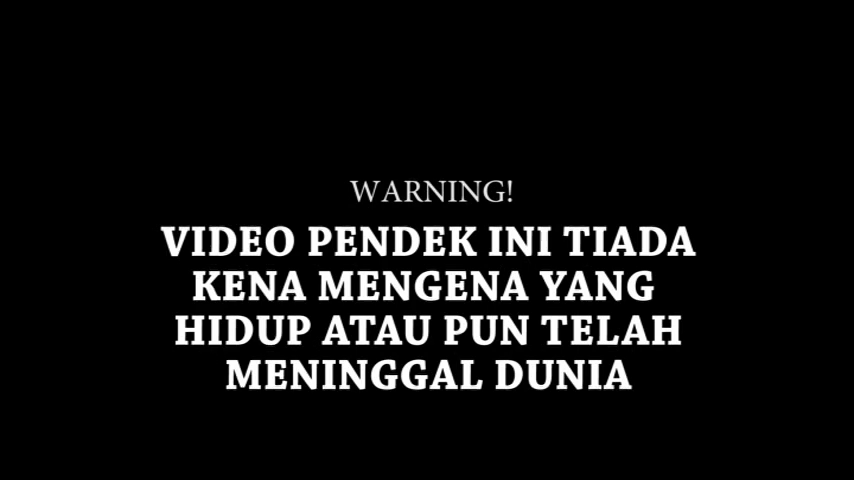 WARNING!
VIDEO PENDEK INI TIADA
KENA MENGENA YANG
HIDUP ATAU PUN TELAH
MENINGGAL DUNIA